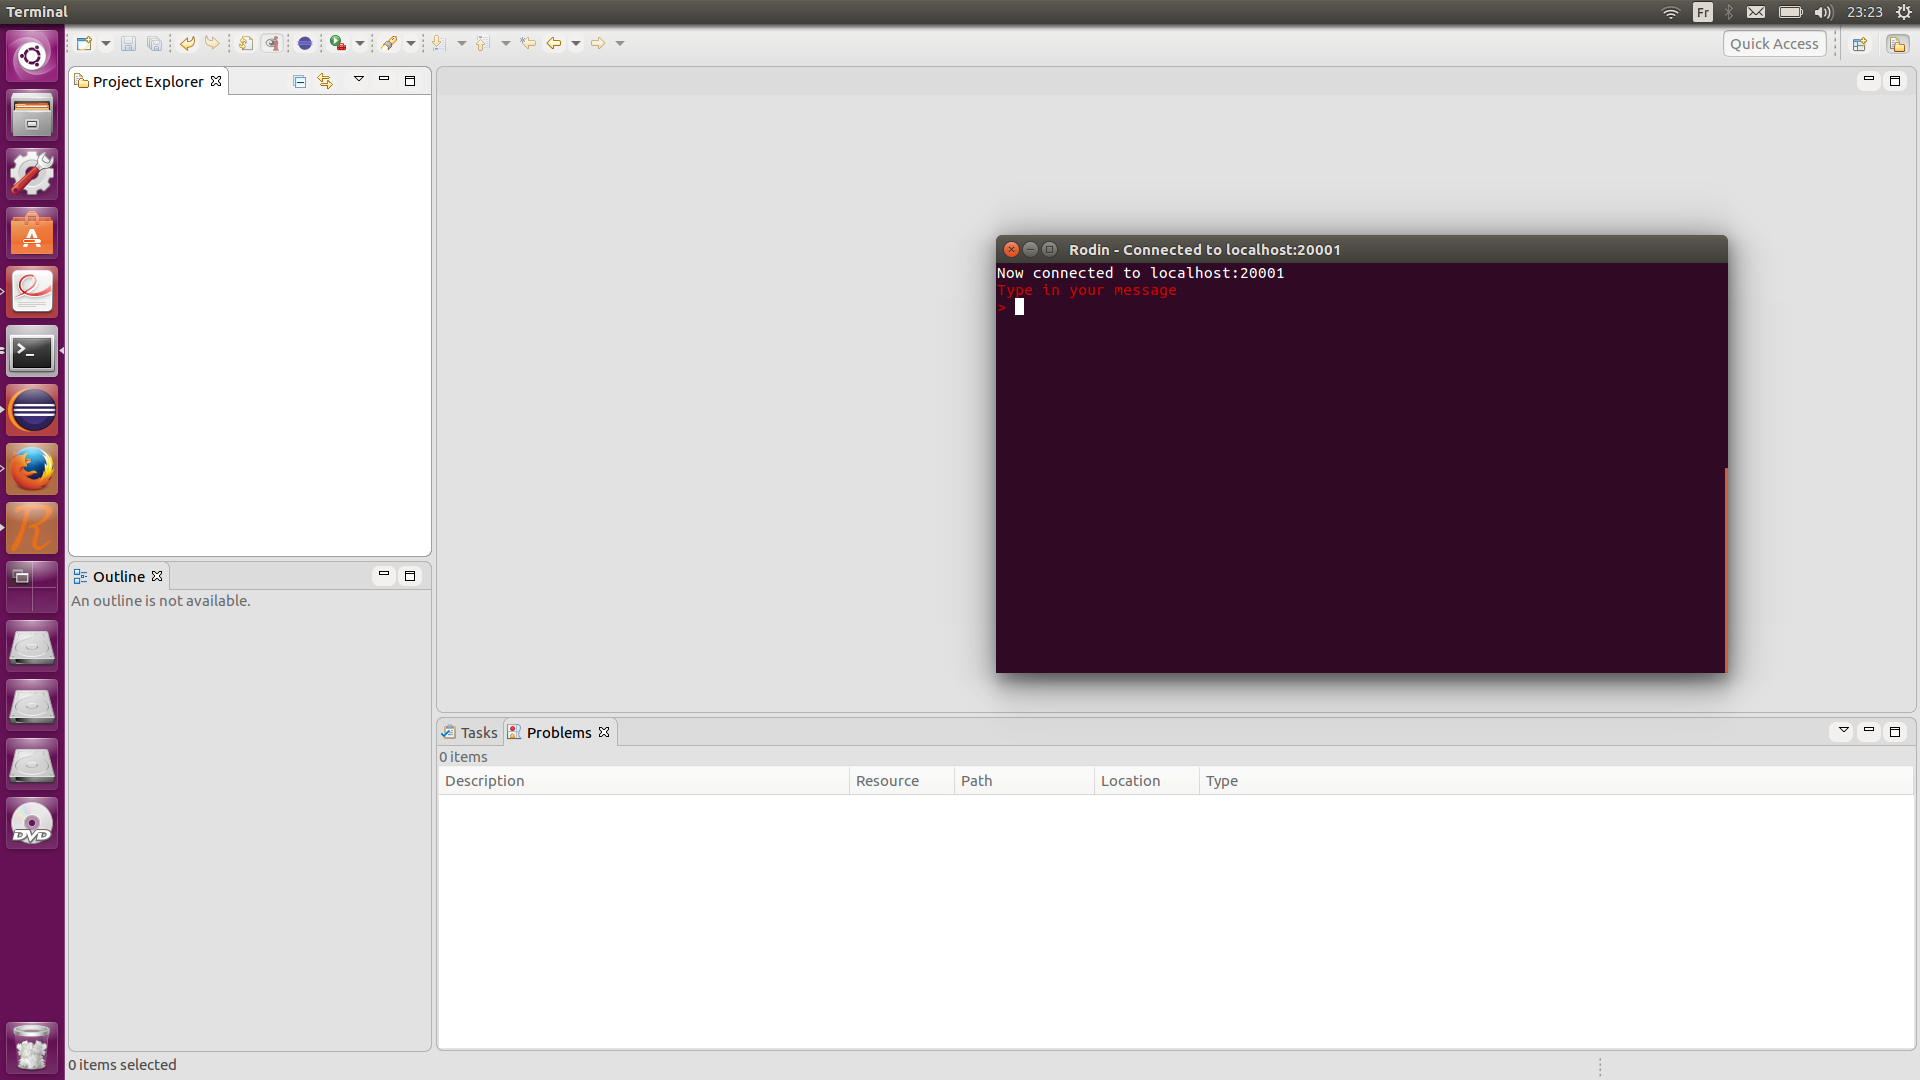 Terminal
Fr
23:23
Quick Access
Project Explorer
Rodin - Connected to localhost:20001
Now connected to localhost:20001
Type in your message
>
Outline
An outline is not available.
Tasks
Problems
0 items
Description Resource Path Location Type
DVD
0 items selected